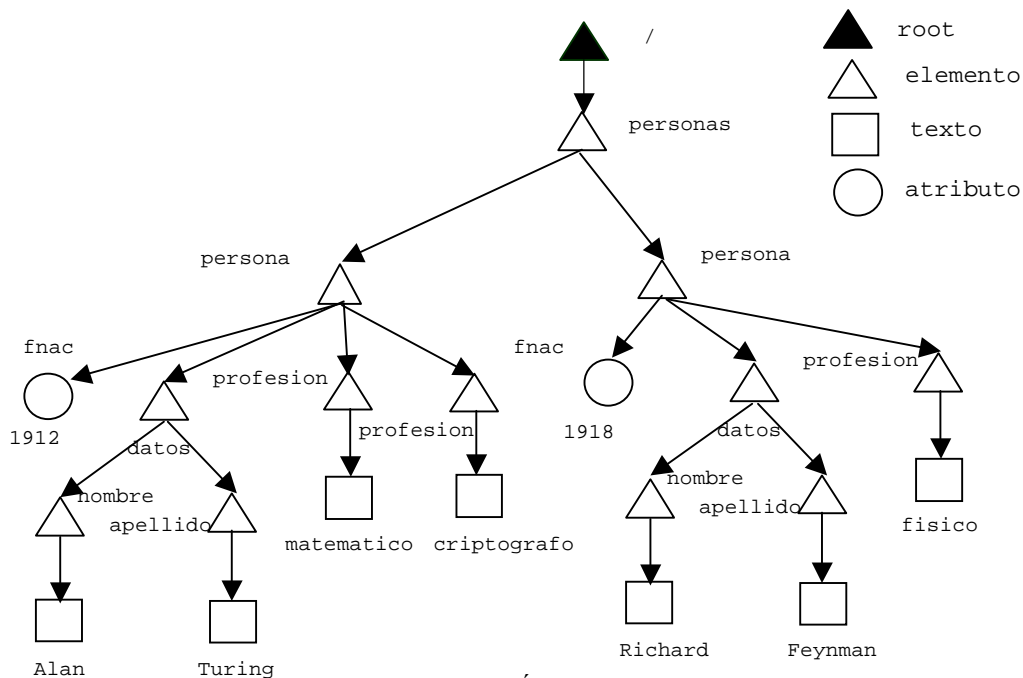 /
root
elemento
personas
texto
atributo
persona
persona
fnac
fnac
profesion
profesion
1912
profesion
1918
datos
datos
nombre
apellido
nombre
apellido
matematico
criptografo
fisico
Alan
Turing
Richard
Feynman